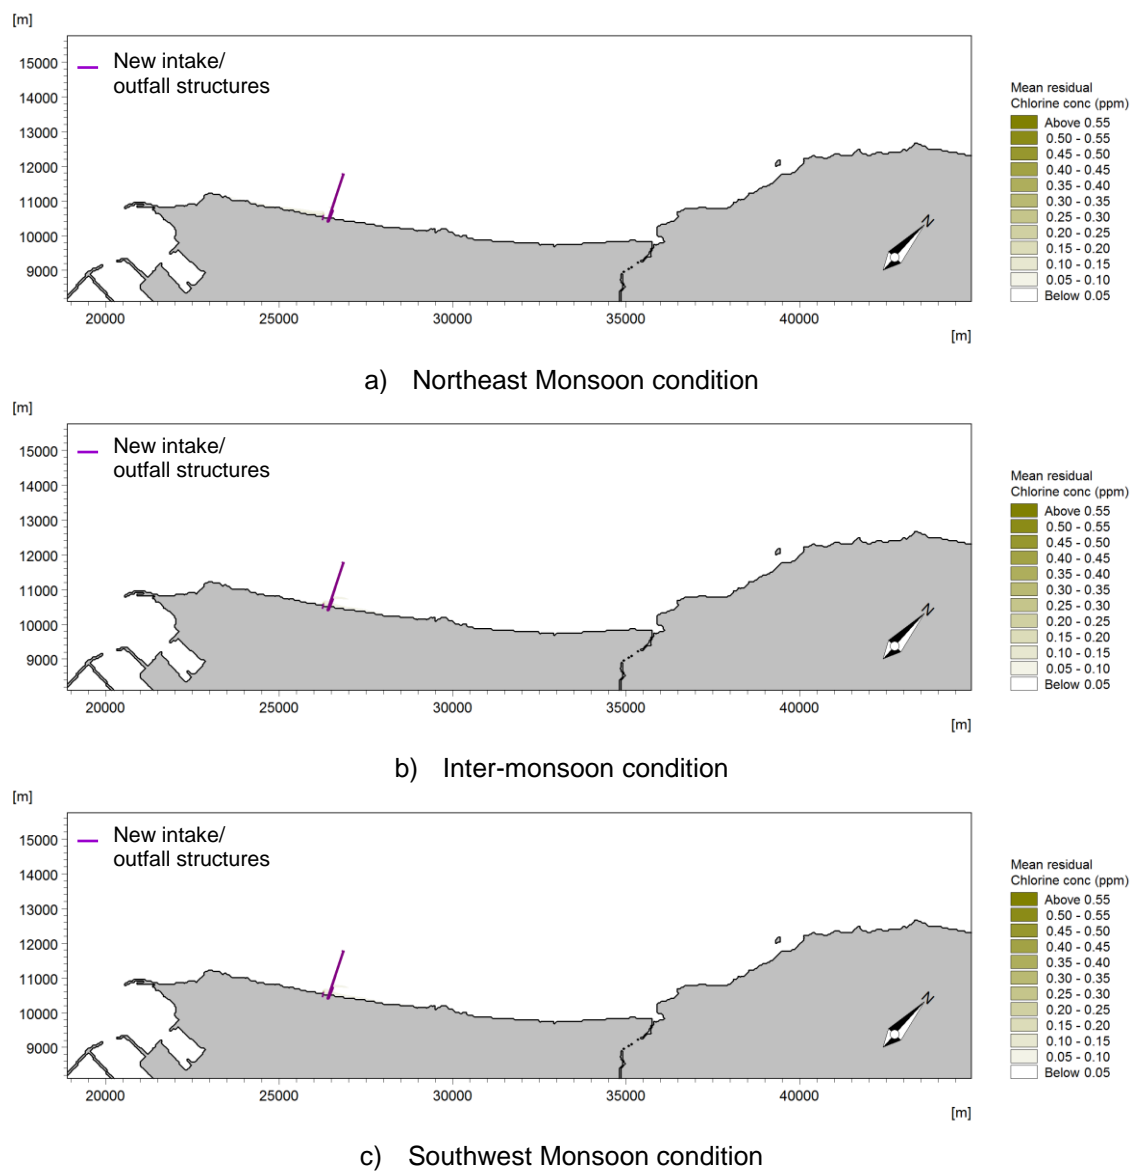 [m]
15000
14000
13000
12000
11000
10000
9000
New intake/
outfall structures
N
20000 25000 30000 35000 40000
[m]
Mean residual
Chlorine conc (ppm)
Above 0.55
0.50 - 0.55
0.45 - 0.50
0.40 - 0.45
0.35 - 0.40
0.30 - 0.35
0.25 - 0.30
0.20 - 0.25
0.15 - 0.20
0.10 - 0.15
0.05 - 0.10
Below 0.05
a) Northeast Monsoon condition
[m]
15000
14000
13000
12000
11000
10000
9000
New intake/
outfall structures
N
20000 25000 30000 35000 40000
[m]
Mean residual
Chlorine conc (ppm)
Above 0.55
0.50 - 0.55
0.45 - 0.50
0.40 - 0.45
0.35 - 0.40
0.30 - 0.35
0.25 - 0.30
0.20 - 0.25
0.15 - 0.20
0.10 - 0.15
0.05 - 0.10
Below 0.05
b) Inter-monsoon condition
[m]
15000
14000
13000
12000
11000
10000
9000
New intake/
outfall structures
N
20000 25000 30000 35000 40000
[m]
Mean residual
Chlorine conc (ppm)
Above 0.55
0.50 - 0.55
0.45 - 0.50
0.40 - 0.45
0.35 - 0.40
0.30 - 0.35
0.25 - 0.30
0.20 - 0.25
0.15 - 0.20
0.10 - 0.15
0.05 - 0.10
Below 0.05
c) Southwest Monsoon condition